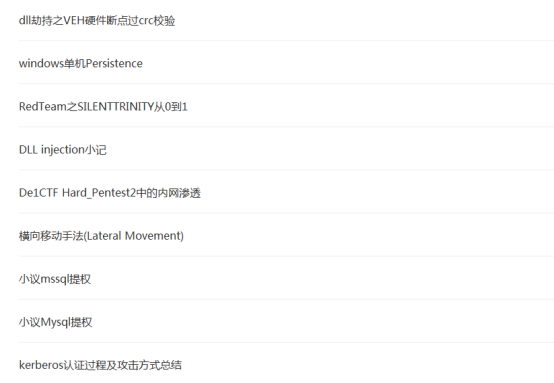 dll劫持之VEH硬件断点过crc校验
windows单机Persistence
RedTeam之SILENTTRINITY从0到1
DLL injection小记
De1CTF Hard_Pentest2中的内网渗透
横向移动手法(Lateral Movement)
小议mssql提权
小议Mysql提权
kerberos认证过程及攻击方式总结